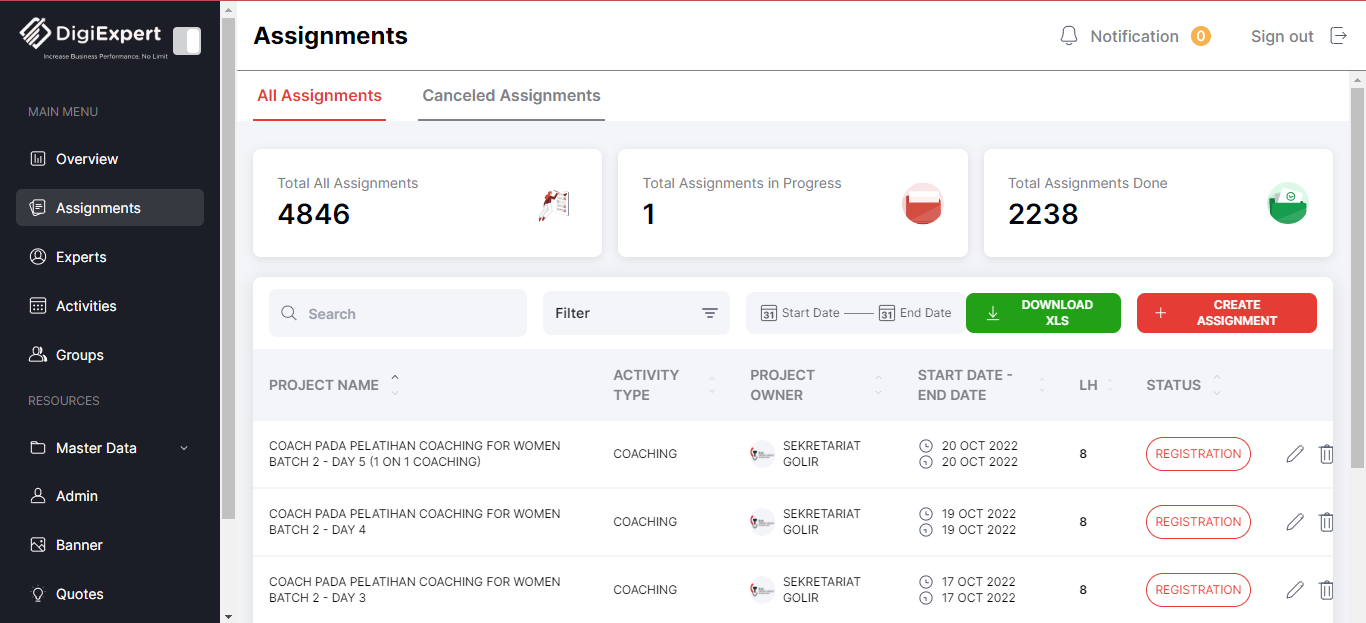 DigiExpert
Increase Business Performance, No Limit
MAIN MENU
Overview
Assignments
Experts
Activities
Groups
RESOURCES
Master Data
Admin
Banner
Quotes
Assignments
Notification 0
Sign out
All Assignments
Canceled Assignments
Total All Assignments
4846
Total Assignments in Progress
1
Total Assignments Done
2238
Search
Filter
31 Start Date
31 End Date
DOWNLOAD
XLS
CREATE
ASSIGNMENT
PROJECT NAME
ACTIVITY
TYPE
PROJECT
OWNER
START DATE -
END DATE
LH
STATUS
COACH PADA PELATIHAN COACHING FOR WOMEN
BATCH 2 - DAY 5 (1 ON 1 COACHING)
COACHING
SEKRETARIAT
GOLIR
20 OCT 2022
20 OCT 2022
8
REGISTRATION
COACH PADA PELATIHAN COACHING FOR WOMEN
BATCH 2 - DAY 4
COACHING
SEKRETARIAT
GOLIR
19 OCT 2022
19 OCT 2022
8
REGISTRATION
COACH PADA PELATIHAN COACHING FOR WOMEN
BATCH 2 - DAY 3
COACHING
SEKRETARIAT
GOLIR
17 OCT 2022
17 OCT 2022
8
REGISTRATION